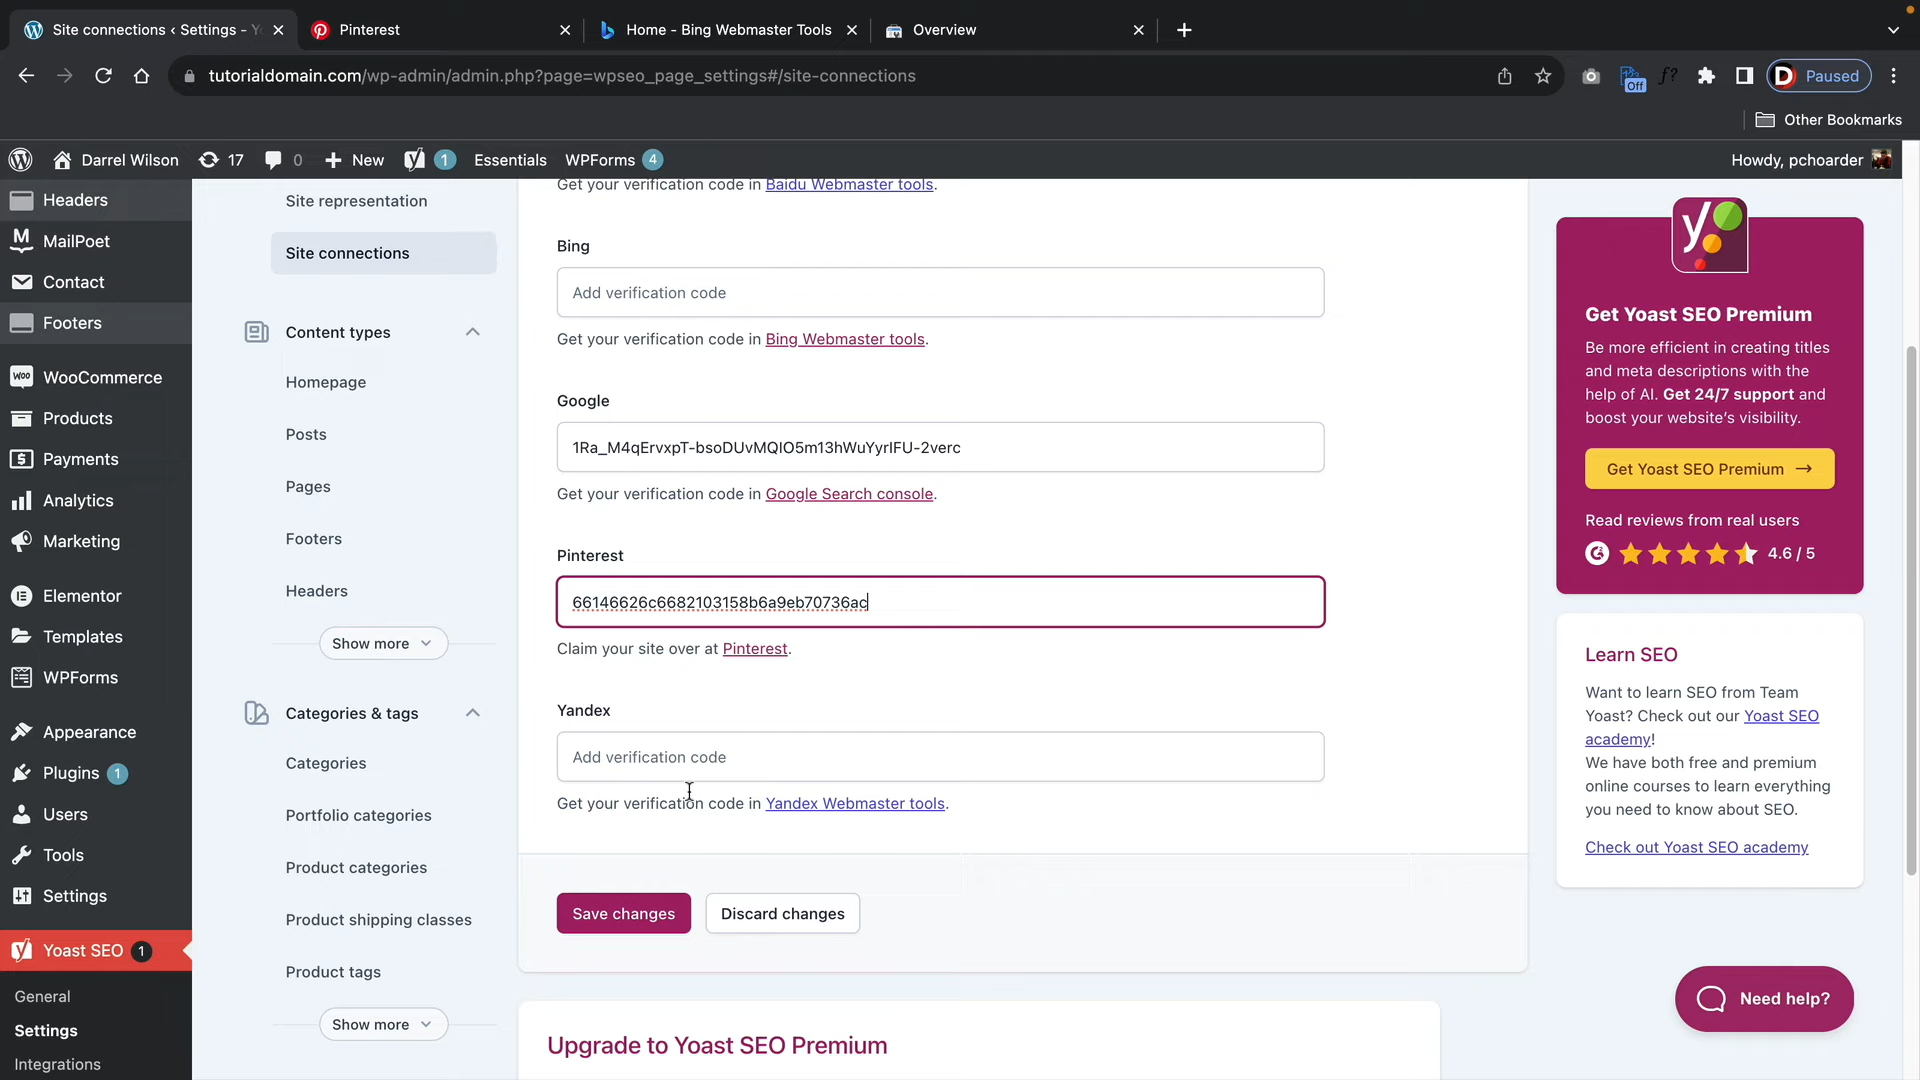 Site connections ‹ Settings - Yo
Pinterest
Home - Bing Webmaster Tools
Overview
tutorialdomain.com/wp-admin/admin.php?page=wpseo_page_settings#/site-connections
Off
f?
D
Paused
Other Bookmarks
Darrel Wilson
17
0
New
1
Essentials
WPForms
4
Howdy, pchoarder
Headers
MailPoet
Contact
Footers
WooCommerce
Products
Payments
Analytics
Marketing
Elementor
Templates
WPForms
Appearance
Plugins 1
Users
Tools
Settings
Yoast SEO 1
General
Settings
Integrations
Site representation
Site connections
Content types
Homepage
Posts
Pages
Footers
Headers
Show more
Categories & tags
Categories
Portfolio categories
Product categories
Product shipping classes
Product tags
Show more
Get your verification code in Baidu Webmaster tools.
Bing
Add verification code
Get your verification code in Bing Webmaster tools.
Google
1Ra_M4qErvxpT-bsoDUvMQIO5m13hWuYyrIFU-2verc
Get your verification code in Google Search console.
Pinterest
66146626c6682103158b6a9eb70736ac
Claim your site over at Pinterest.
Yandex
Add verification code
Get your verification code in Yandex Webmaster tools.
Save changes
Discard changes
Upgrade to Yoast SEO Premium
Get Yoast SEO Premium
Be more efficient in creating titles
and meta descriptions with the
help of AI. Get 24/7 support and
boost your website's visibility.
Get Yoast SEO Premium →
Read reviews from real users
4.6 / 5
Learn SEO
Want to learn SEO from Team
Yoast? Check out our Yoast SEO
academy!
We have both free and premium
online courses to learn everything
you need to know about SEO.
Check out Yoast SEO academy
Need help?